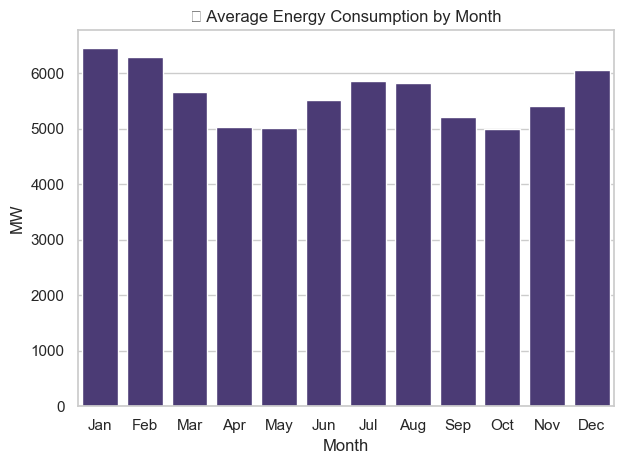 Average Energy Consumption by Month
6000
5000
4000
3000
2000
1000
0
MW
Jan Feb Mar Apr May Jun Jul Aug Sep Oct Nov Dec
Month